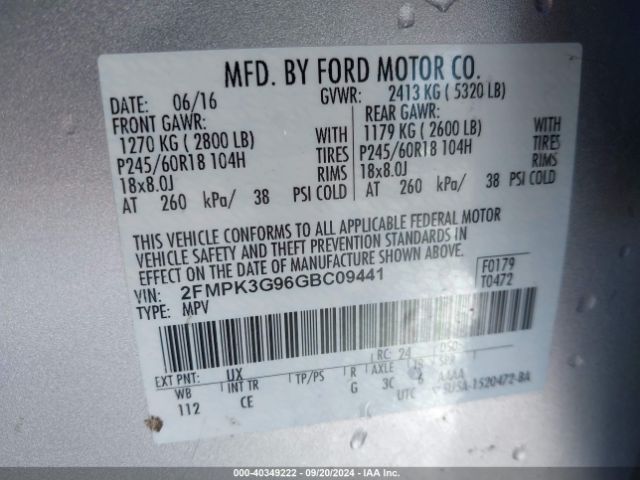 MFD. BY FORD MOTOR CO.
DATE: 06/16 GVWR: 2413 KG ( 5320 LB)
FRONT GAWR: REAR GAWR:
1270 KG ( 2800 LB) WITH 1179 KG ( 2600 LB) WITH
P245/60R18 104H TIRES P245/60R18 104H TIRES
18x8.0J RIMS 18x8.0J RIMS
AT 260 kPa/ 38 PSI COLD AT 260 kPa/ 38 PSI COLD
THIS VEHICLE CONFORMS TO ALL APPLICABLE FEDERAL MOTOR
VEHICLE SAFETY AND THEFT PREVENTION STANDARDS IN
EFFECT ON THE DATE OF MANUFACTURE SHOWN ABOVE.
VIN: 2FMPK3G96GBC09441 F0179
TYPE: MPV T0472
EXT PNT: UX RC: 24
WB INT TR TP/PS R AXLE
112 CE G 3C 6 AAAA
UTC
000-40349222 - 09/20/2024 - IAA Inc.